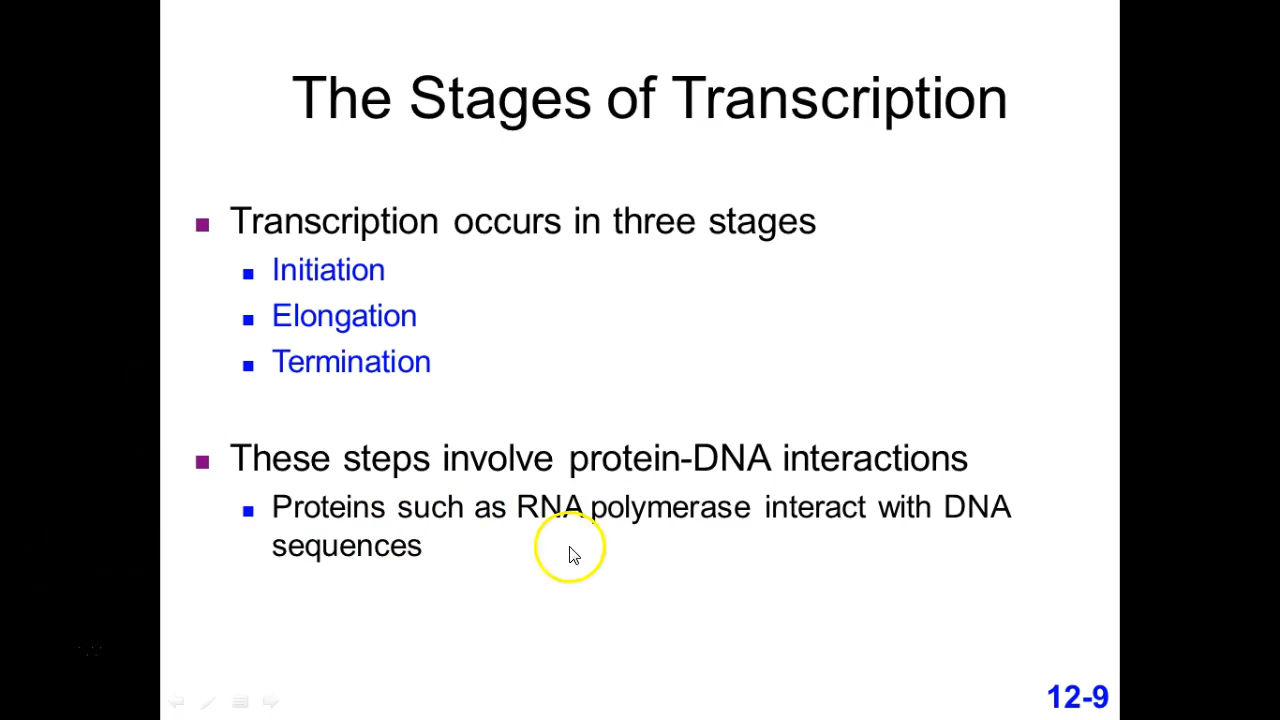 The Stages of Transcription
Transcription occurs in three stages
Initiation
Elongation
Termination
These steps involve protein-DNA interactions
Proteins such as RNA polymerase interact with DNA
sequences
12-9